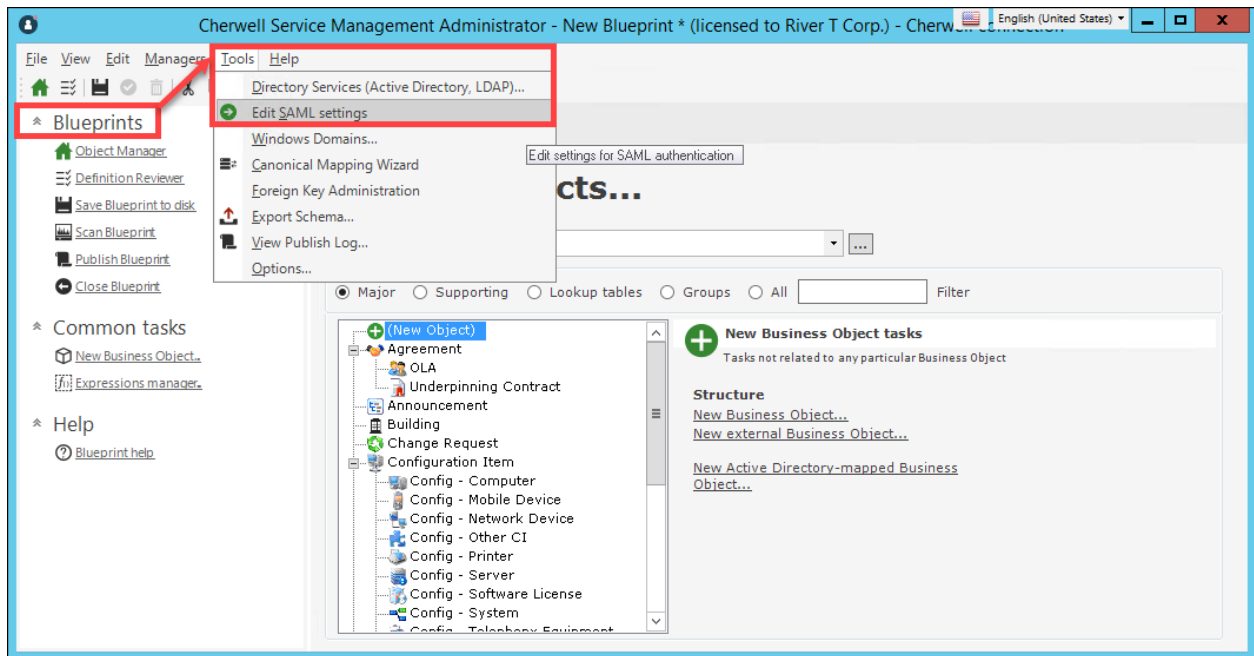 Cherwell Service Management Administrator - New Blueprint * (licensed to River T Corp.) - Cherwell connection
English (United States)
File View Edit Managers Tools Help
Directory Services (Active Directory, LDAP)...
Edit SAML settings
Windows Domains...
Edit settings for SAML authentication
Canonical Mapping Wizard
Foreign Key Administration
Export Schema...
View Publish Log...
Options...
Blueprints
Object Manager
Definition Reviewer
Save Blueprint to disk
Scan Blueprint
Publish Blueprint
Close Blueprint
Common tasks
New Business Object...
Expressions manager...
Help
Blueprint help
cts...
...
Major Supporting Lookup tables Groups All Filter
(New Object)
Agreement
OLA
Underpinning Contract
Announcement
Building
Change Request
Configuration Item
Config - Computer
Config - Mobile Device
Config - Network Device
Config - Other CI
Config - Printer
Config - Server
Config - Software License
Config - System
Config - Telephony Equipment
New Business Object tasks
Tasks not related to any particular Business Object
Structure
New Business Object...
New external Business Object...
New Active Directory-mapped Business
Object...